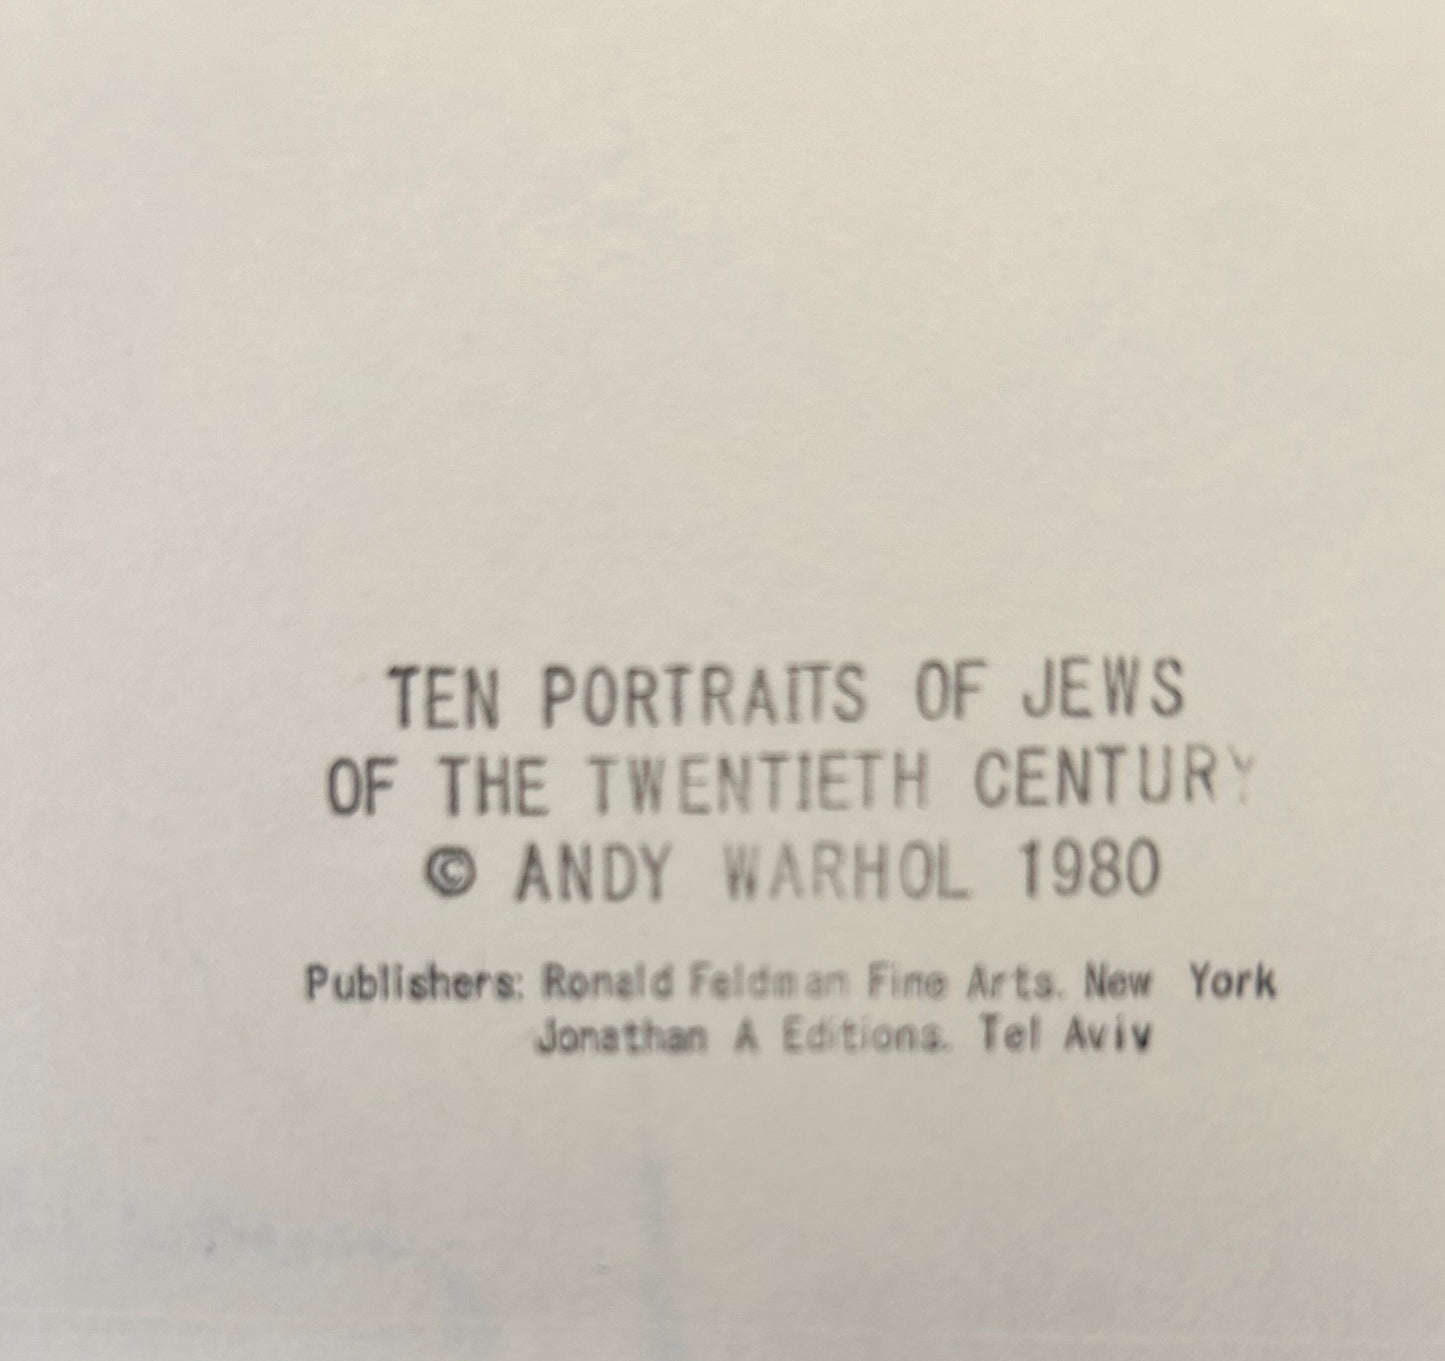 TEN PORTRAITS OF JEWS
OF THE TWENTIETH CENTURY
© ANDY WARHOL 1980
Publishers: Ronald Feldman Fine Arts. New York
Jonathan A Editions. Tel Aviv